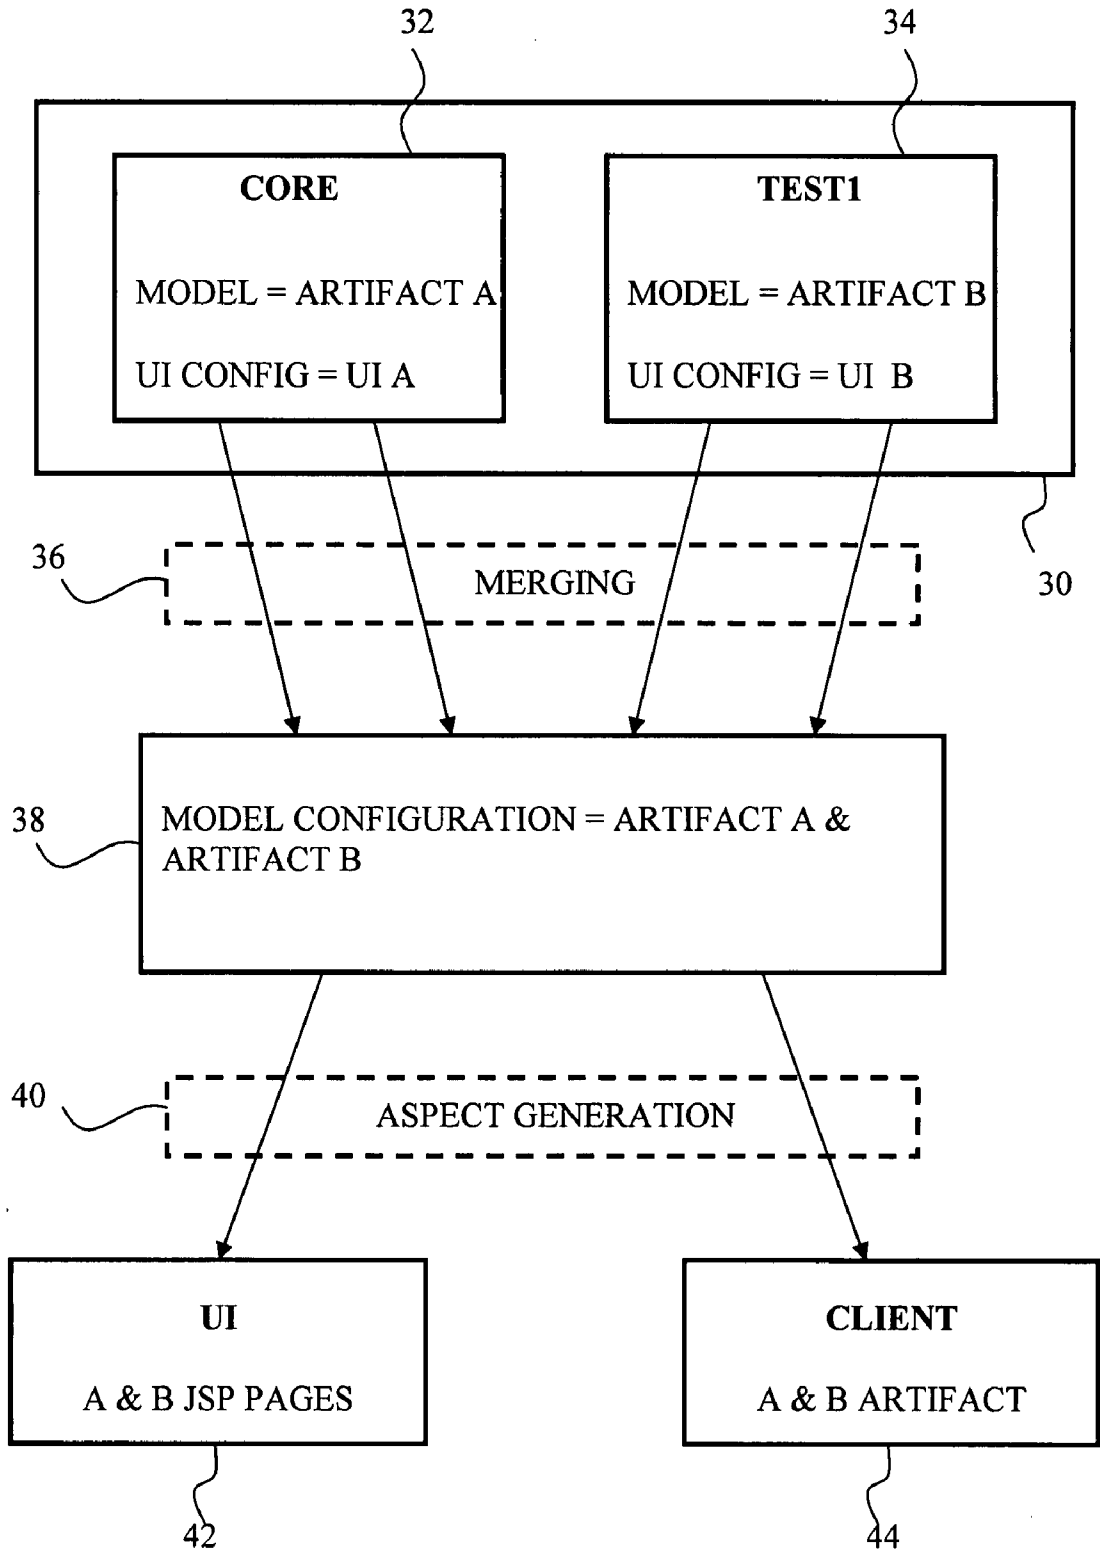 32
34
CORE
MODEL = ARTIFACT A
UI CONFIG = UI A
TEST1
MODEL = ARTIFACT B
UI CONFIG = UI B
36
MERGING
30
38
MODEL CONFIGURATION = ARTIFACT A &
ARTIFACT B
40
ASPECT GENERATION
UI
A & B JSP PAGES
CLIENT
A & B ARTIFACT
42
44